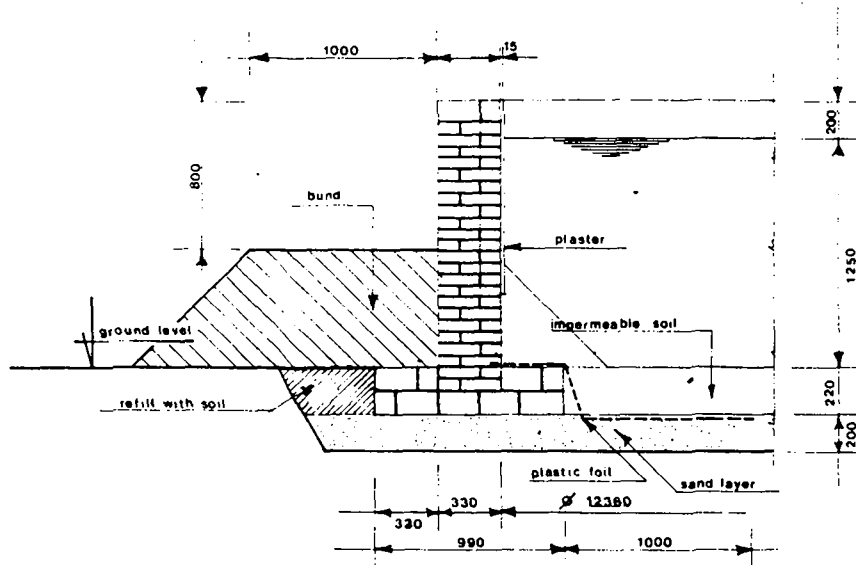 1000
15
200
800
bund
plaster
1250
ground level
impermeable soil
refill with soil
220
200
plastic foil
sand layer
330
330
ø 12360
990
1000